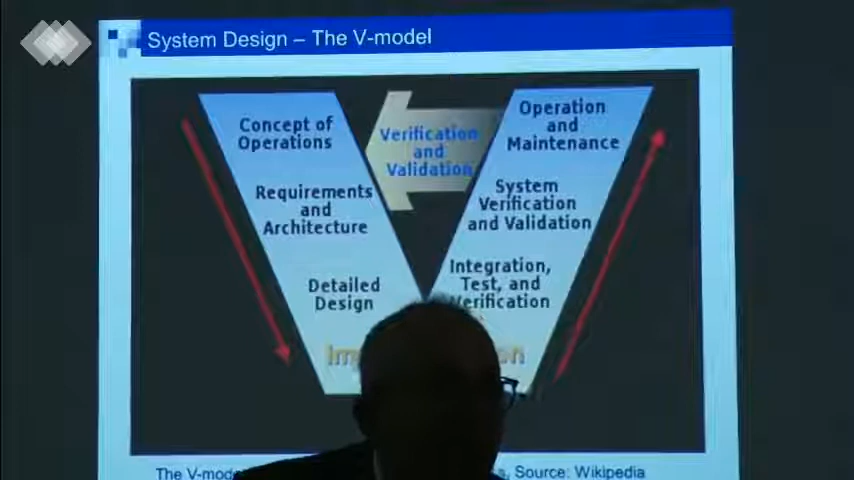 System Design – The V-model
Concept of
Operations
Requirements
and
Architecture
Detailed
Design
Verification
and
Validation
Operation
and
Maintenance
System
Verification
and Validation
Integration,
Test, and
Verification
Source: Wikipedia